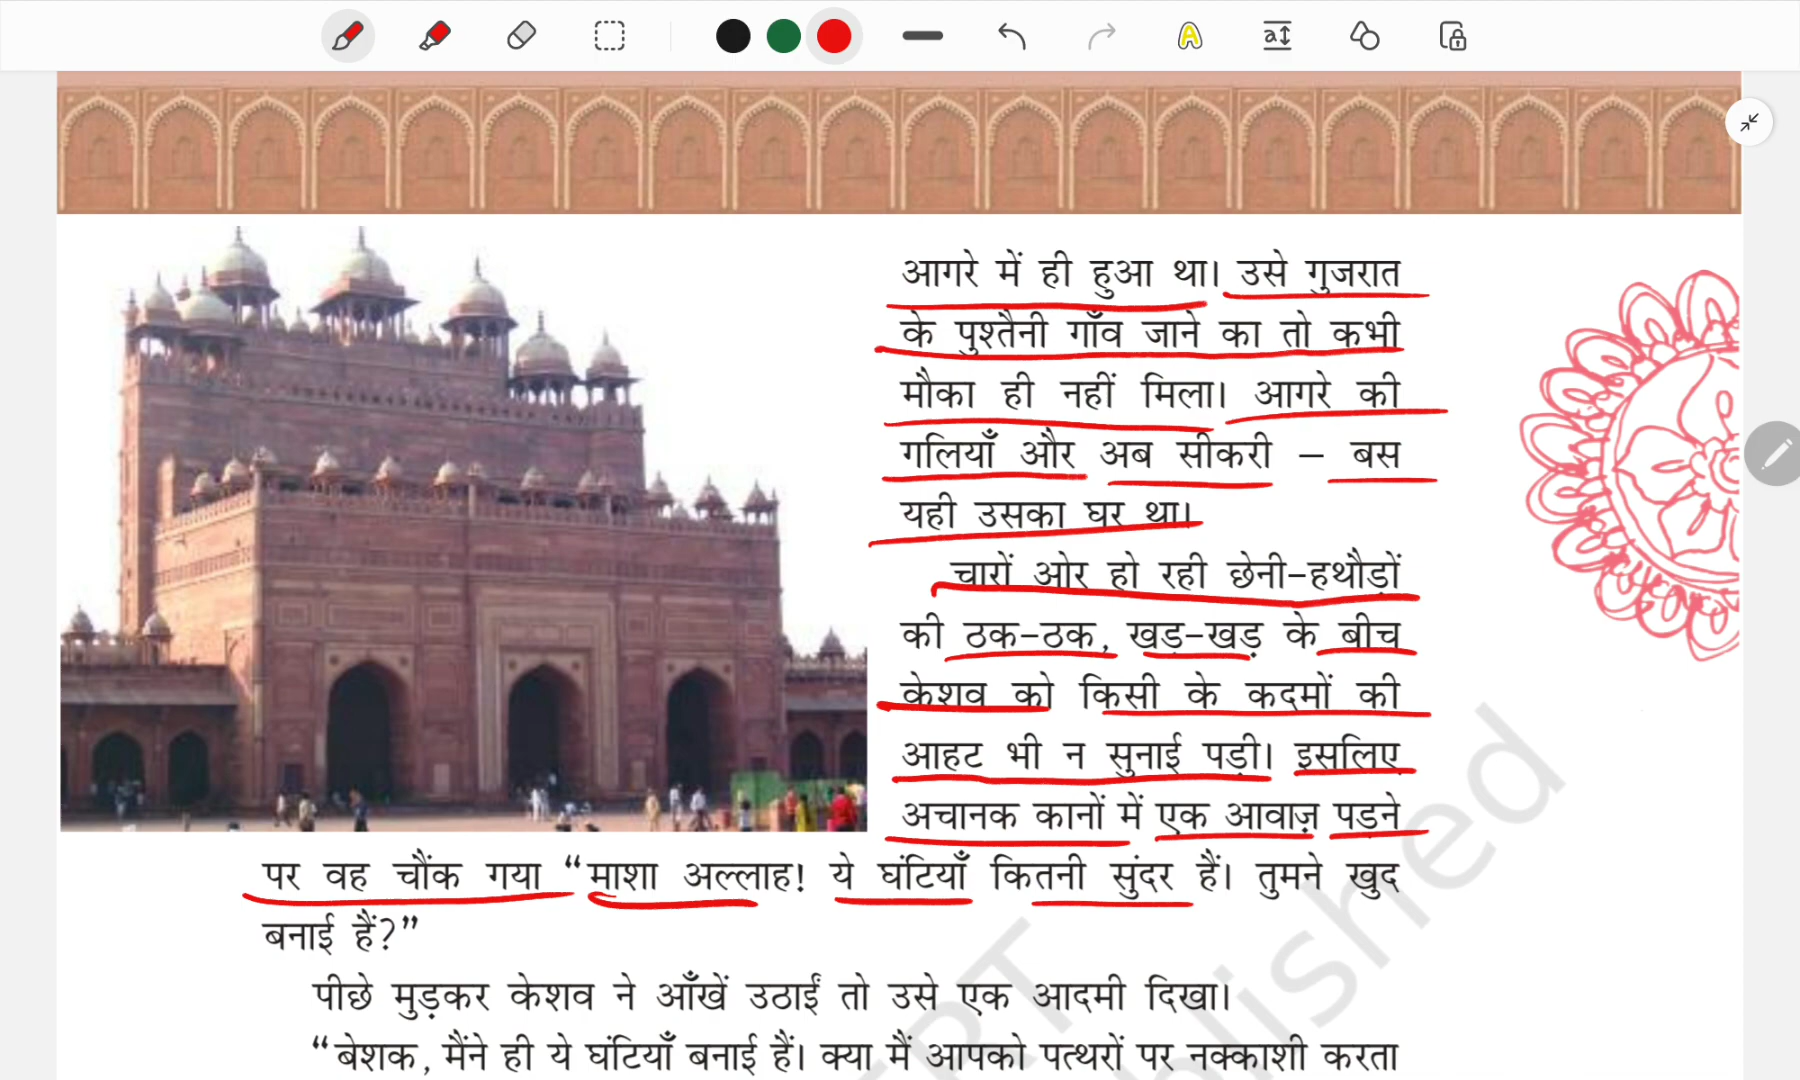 आगरे में ही हुआ था। उसे गुजरात
के पुश्तैनी गाँव जाने का तो कभी
मौका ही नहीं मिला। आगरे की
गलियाँ और अब सीकरी – बस
यही उसका घर था।
चारों ओर हो रही छेनी-हथौड़ों
की ठक-ठक, खड़-खड़ के बीच
केशव को किसी के कदमों की
आहट भी न सुनाई पड़ी। इसलिए
अचानक कानों में एक आवाज़ पड़ने
पर वह चौंक गया “माशा अल्लाह! ये घंटियाँ कितनी सुंदर हैं। तुमने खुद
बनाई हैं?”
पीछे मुड़कर केशव ने आँखें उठाईं तो उसे एक आदमी दिखा।
“बेशक, मैंने ही ये घंटियाँ बनाई हैं। क्या मैं आपको पत्थरों पर नक्काशी करता